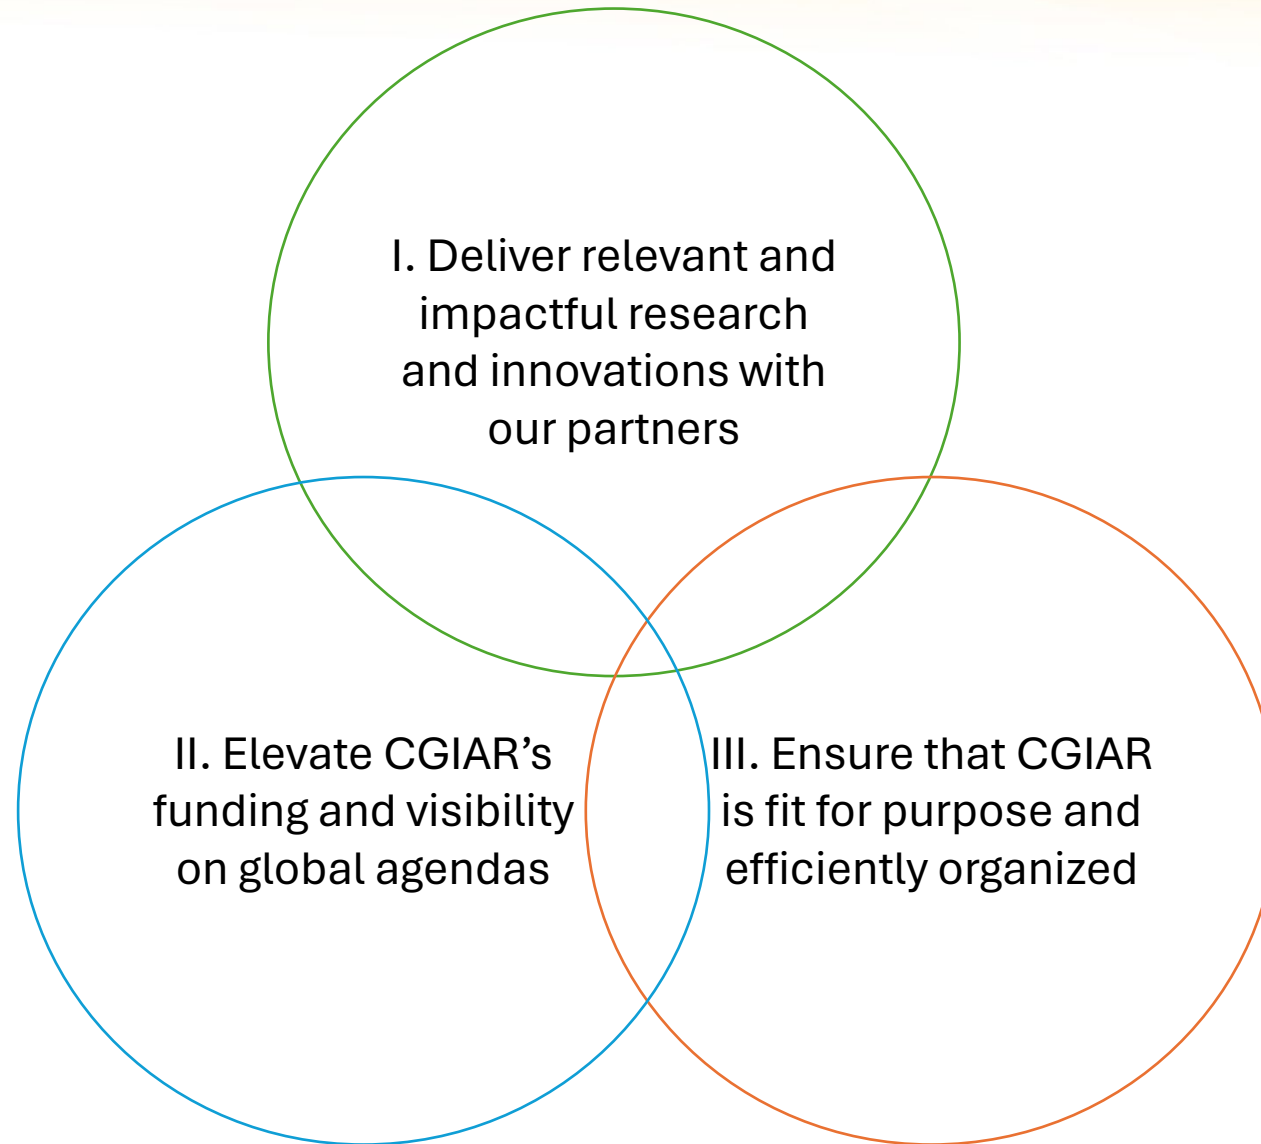 I. Deliver relevant and
impactful research
and innovations with
our partners
II. Elevate CGIAR’s
funding and visibility
on global agendas
III. Ensure that CGIAR
is fit for purpose and
efficiently organized